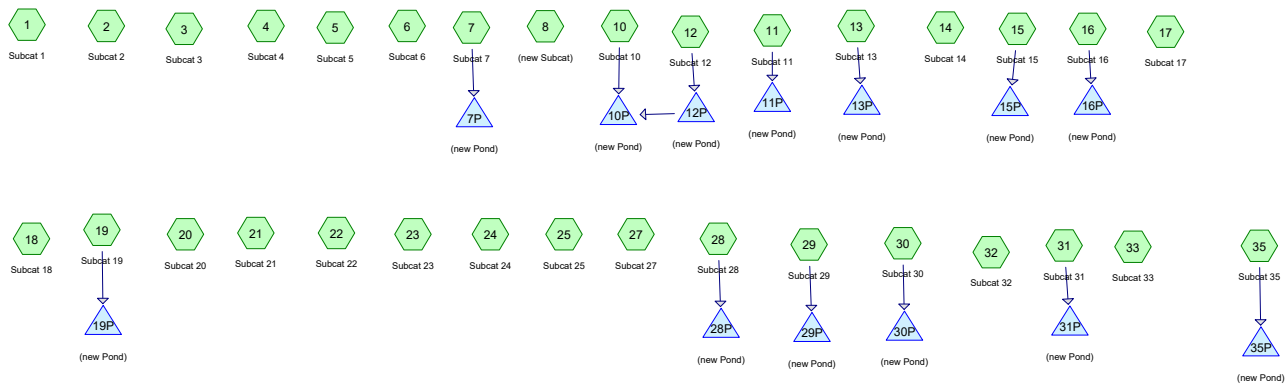 1 2 3 4 5 6 7 8 10 12 11 13 14 15 16 17
Subcat 1 Subcat 2 Subcat 3 Subcat 4 Subcat 5 Subcat 6 Subcat 7 (new Subcat) Subcat 10 Subcat 12 Subcat 11 Subcat 13 Subcat 14 Subcat 15 Subcat 16 Subcat 17
7P 10P 12P 11P 13P 15P 16P
(new Pond) (new Pond) (new Pond) (new Pond) (new Pond) (new Pond) (new Pond)
18 19 20 21 22 23 24 25 27 28 29 30 32 31 33 35
Subcat 18 Subcat 19 Subcat 20 Subcat 21 Subcat 22 Subcat 23 Subcat 24 Subcat 25 Subcat 27 Subcat 28 Subcat 29 Subcat 30 Subcat 32 Subcat 31 Subcat 33 Subcat 35
19P 28P 29P 30P 31P 35P
(new Pond) (new Pond) (new Pond) (new Pond) (new Pond) (new Pond)